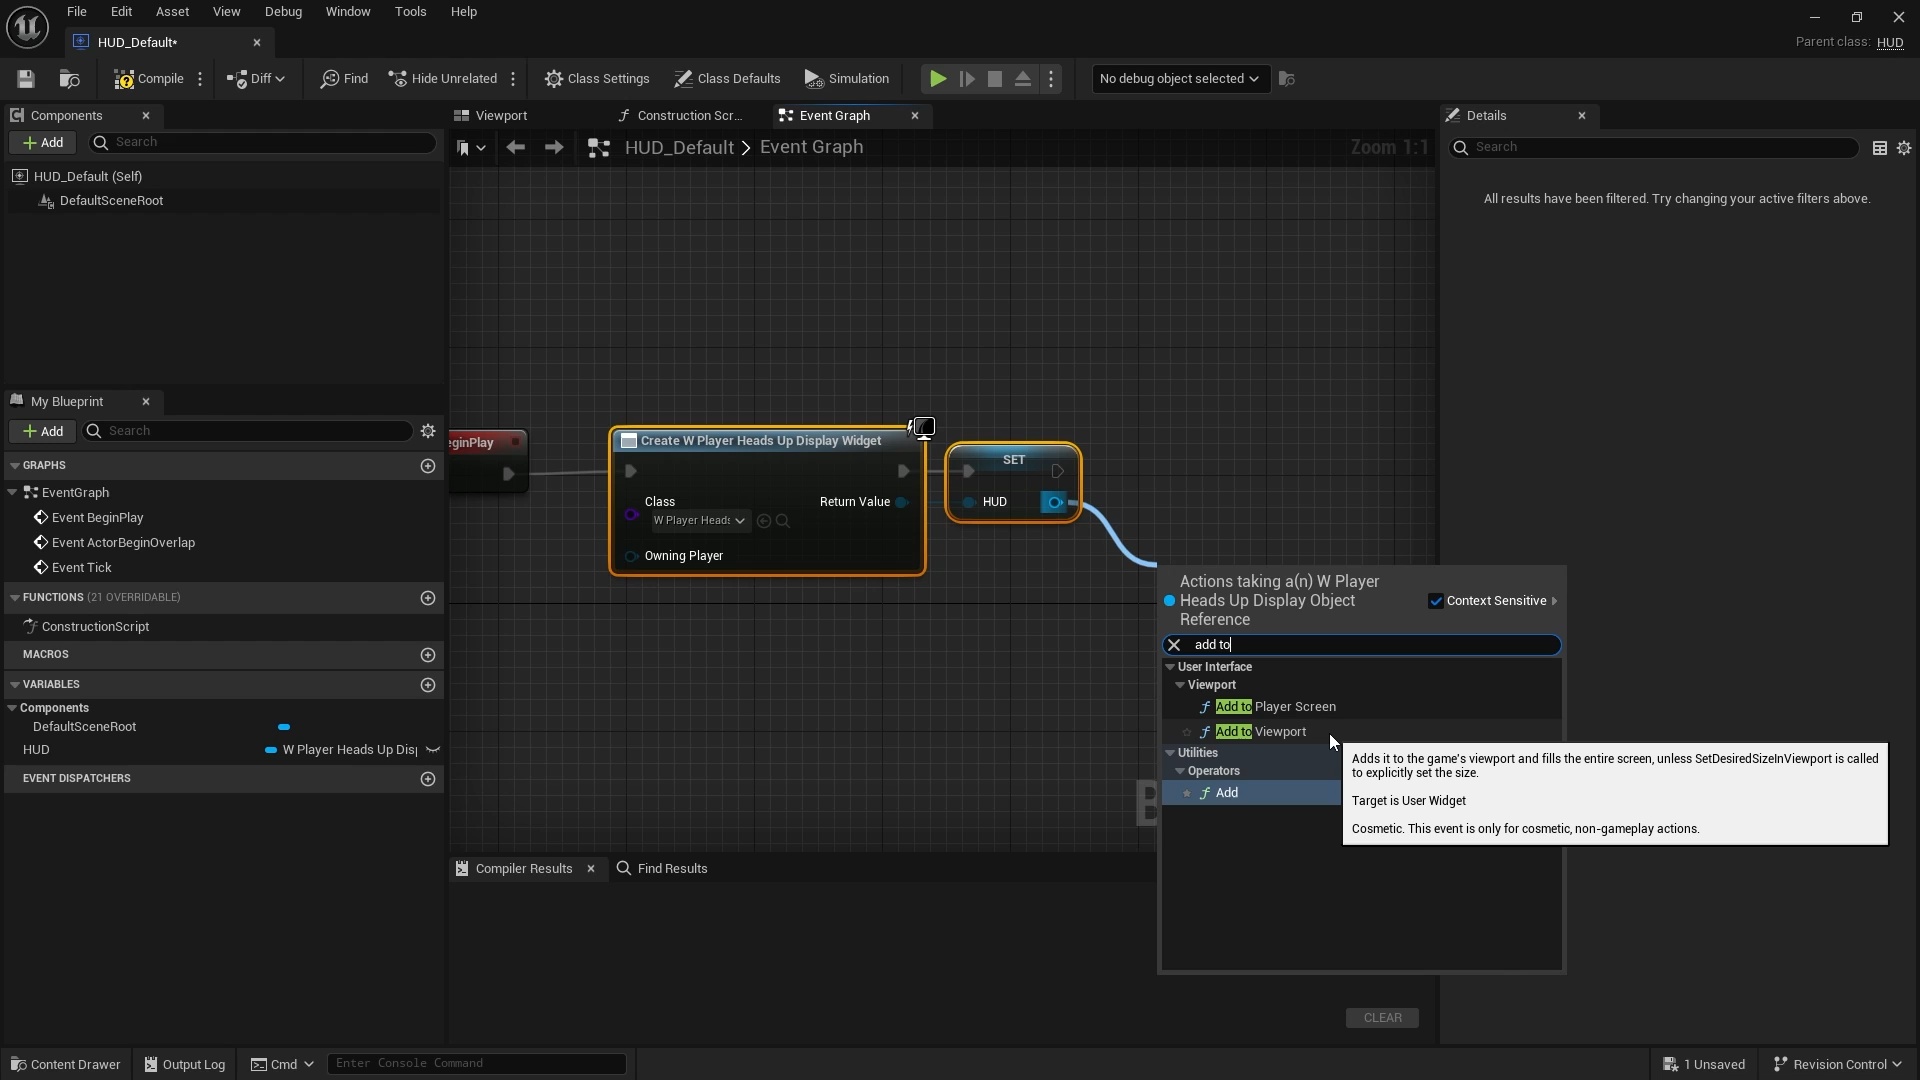 File Edit Asset View Debug Window Tools Help
HUD_Default*
Parent class: HUD
Compile Diff Find Hide Unrelated Class Settings Class Defaults Simulation No debug object selected
Components
Add Search
HUD_Default (Self)
DefaultSceneRoot
My Blueprint
Add Search
GRAPHS
EventGraph
Event BeginPlay
Event ActorBeginOverlap
Event Tick
FUNCTIONS (21 OVERRIDABLE)
ConstructionScript
MACROS
VARIABLES
Components
DefaultSceneRoot
HUD W Player Heads Up Disp
EVENT DISPATCHERS
Viewport Construction Scr... Event Graph
HUD_Default > Event Graph Zoom 1:1
eginPlay
Create W Player Heads Up Display Widget
Class
W Player Heads
Return Value
Owning Player
SET
HUD
Actions taking a(n) W Player
Heads Up Display Object
Reference
Context Sensitive
add to
User Interface
Viewport
Add to Player Screen
Add to Viewport
Utilities
Operators
Add
Adds it to the game's viewport and fills the entire screen, unless SetDesiredSizeInViewport is called
to explicitly set the size.
Target is User Widget
Cosmetic. This event is only for cosmetic, non-gameplay actions.
B
Compiler Results Find Results
CLEAR
Details
Search
All results have been filtered. Try changing your active filters above.
Content Drawer Output Log Cmd Enter Console Command 1 Unsaved Revision Control